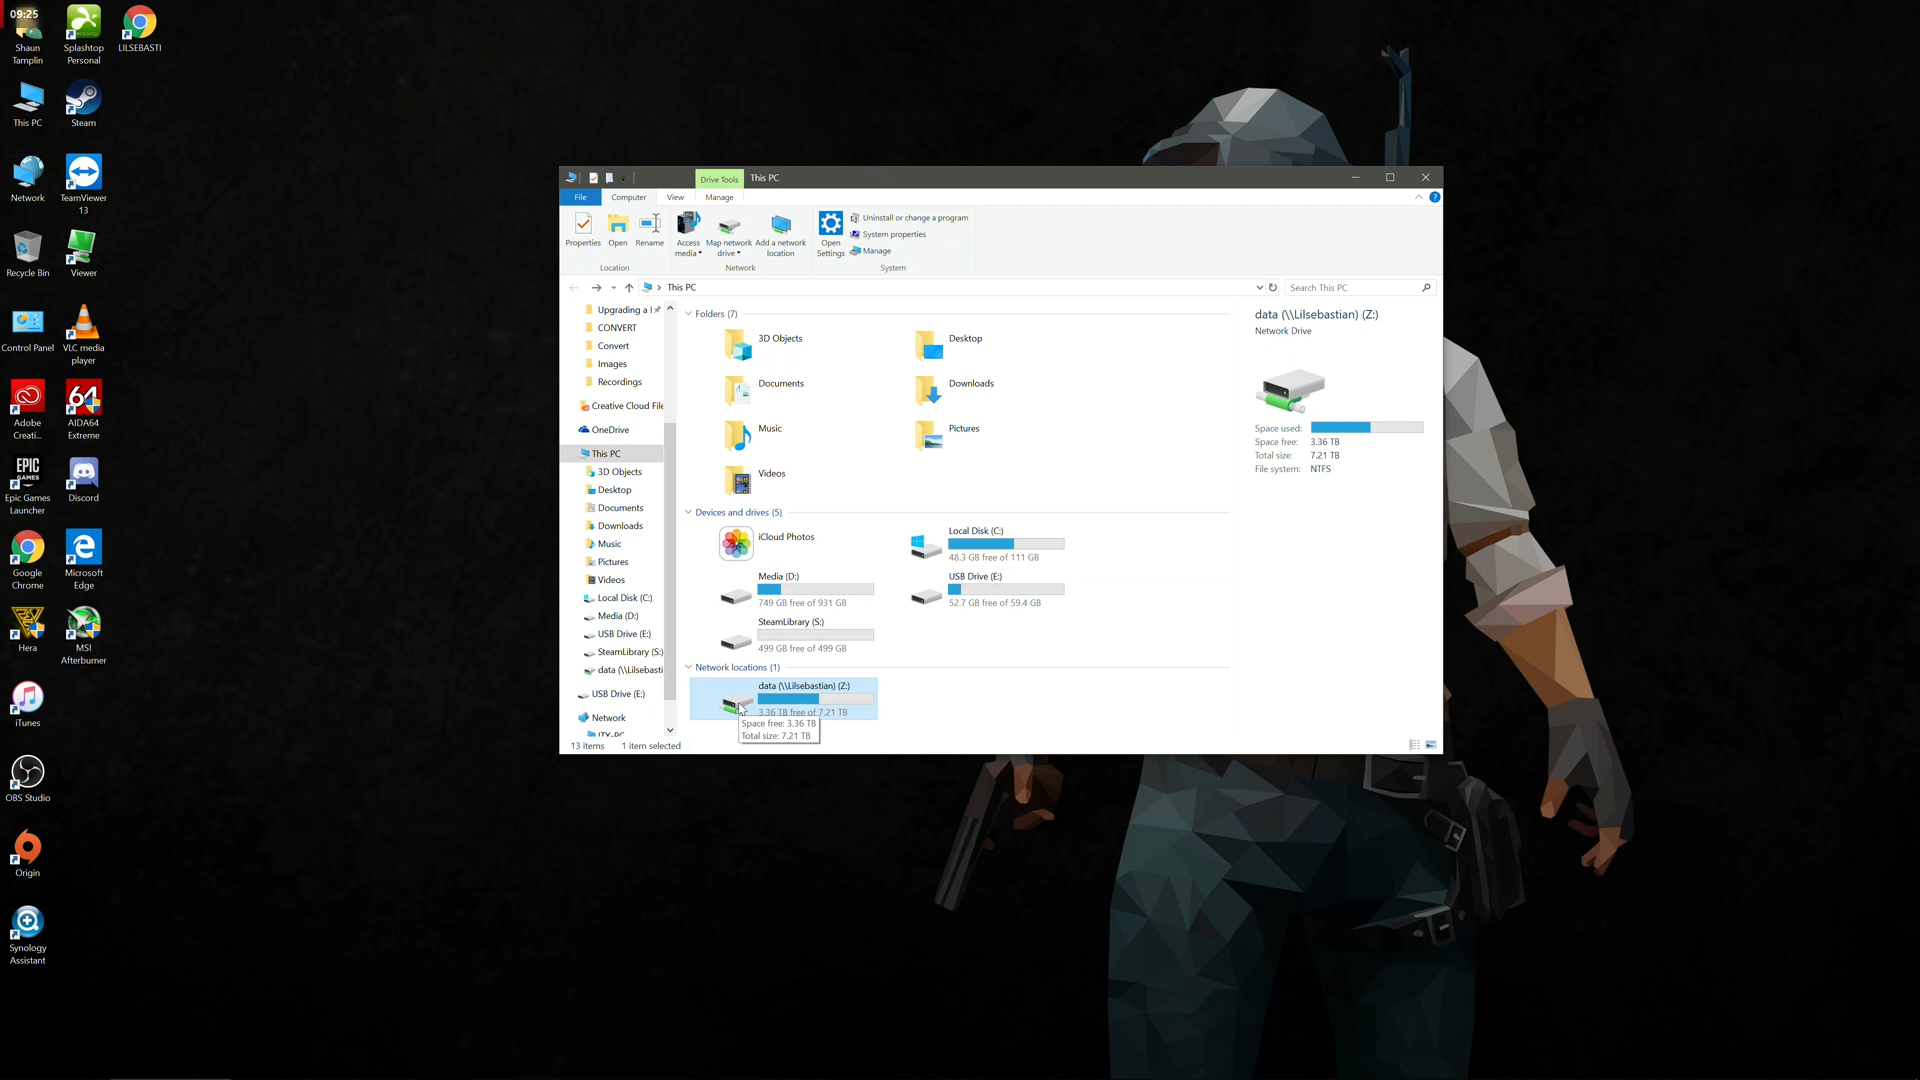 09:25
Shaun
Tamplin
Splashtop
Personal
LILSEBASTI
This PC
Steam
Network
TeamViewer
13
Recycle Bin
Viewer
Control Panel
VLC media
player
Adobe
Creati...
64
AIDA64
Extreme
EPIC
GAMES
Epic Games
Launcher
Discord
Google
Chrome
Microsoft
Edge
Hera
MSI
Afterburner
iTunes
OBS Studio
Origin
Synology
Assistant
Drive Tools
This PC
File
Computer
View
Manage
Properties
Open
Rename
Access
media
Map network
drive
Add a network
location
Open
Settings
Uninstall or change a program
System properties
Manage
Location
Network
System
This PC
Search This PC
Upgrading a
CONVERT
Convert
Images
Recordings
Creative Cloud File
OneDrive
This PC
3D Objects
Desktop
Documents
Downloads
Music
Pictures
Videos
Local Disk (C:)
Media (D:)
USB Drive (E:)
SteamLibrary (S:)
data (\\Lilsebasti
USB Drive (E:)
Network
ITX-PC
Folders (7)
3D Objects
Desktop
Documents
Downloads
Music
Pictures
Videos
Devices and drives (5)
iCloud Photos
Local Disk (C:)
48.3 GB free of 111 GB
Media (D:)
749 GB free of 931 GB
USB Drive (E:)
52.7 GB free of 59.4 GB
SteamLibrary (S:)
499 GB free of 499 GB
Network locations (1)
data (\\Lilsebastian) (Z:)
3.36 TB free of 7.21 TB
Space free: 3.36 TB
Total size: 7.21 TB
data (\\Lilsebastian) (Z:)
Network Drive
Space used:
Space free: 3.36 TB
Total size: 7.21 TB
File system: NTFS
13 items
1 item selected